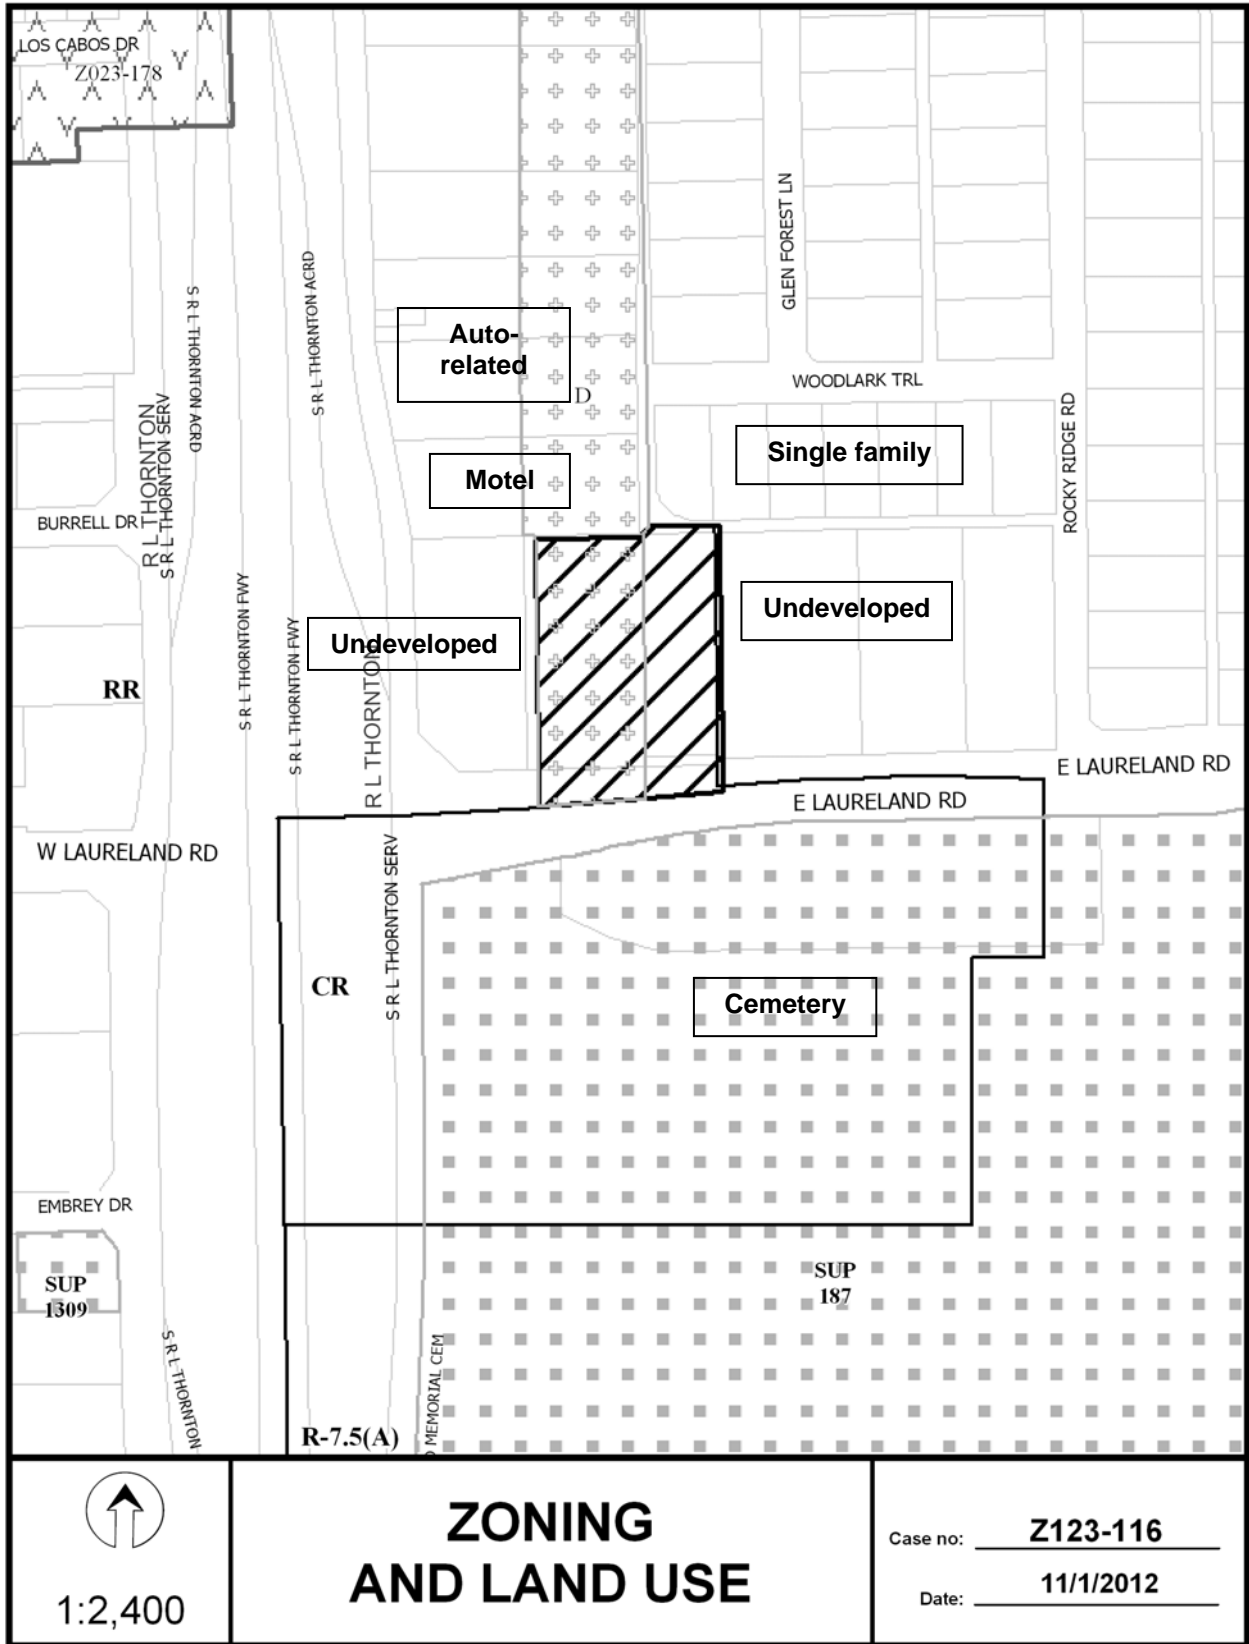 LOS CABOS DR
Z023-178
S R L THORNTON ACRD
S R L THORNTON ACRD
GLEN FOREST LN
Auto-
related
WOODLARK TRL
D
ROCKY RIDGE RD
R L THORNTON
S R L THORNTON SERV
Single family
Motel
BURRELL DR
Undeveloped
Undeveloped
S R L THORNTON FWY
S R L THORNTON FWY
R L THORNTON
RR
E LAURELAND RD
E LAURELAND RD
W LAURELAND RD
S R L THORNTON SERV
CR
Cemetery
EMBREY DR
SUP
1309
SUP
187
S R L THORNTON
MEMORIAL CEM
R-7.5(A)
1:2,400
ZONING
AND LAND USE
Case no: Z123-116
Date: 11/1/2012